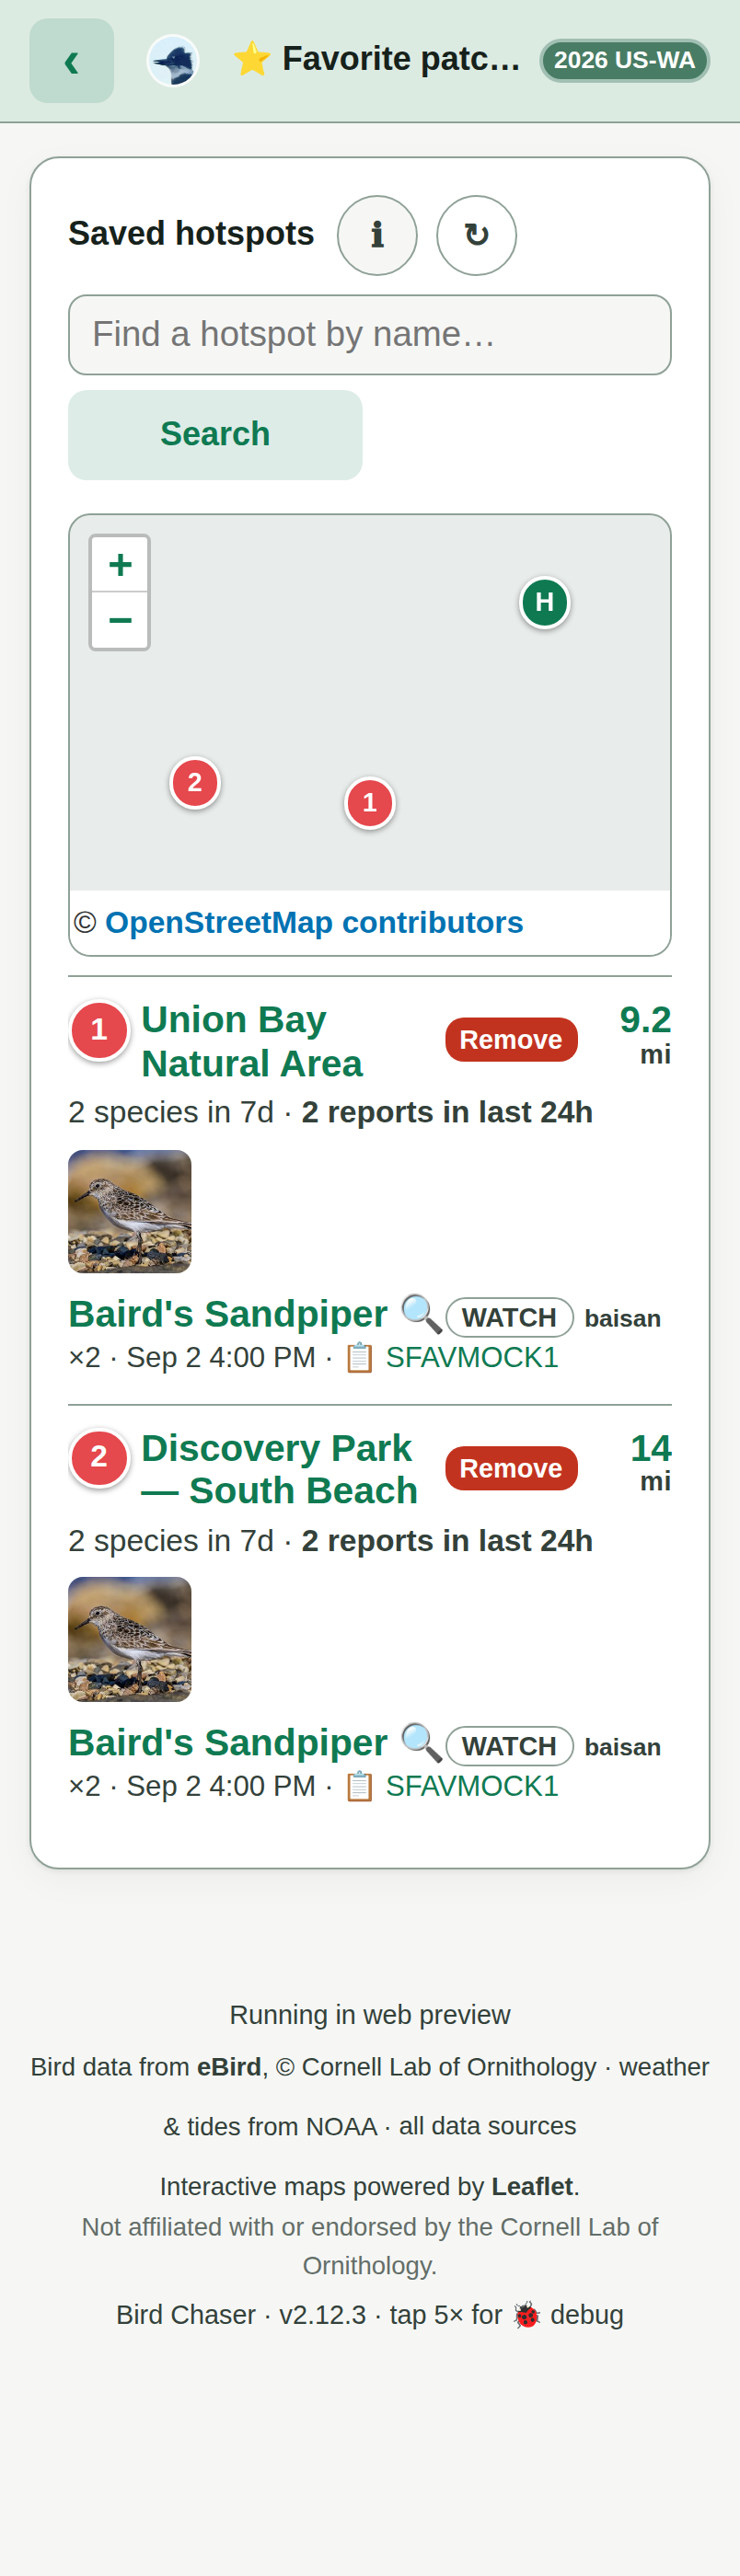 ‹ ⭐ Favorite patc… 2026 US-WA
Saved hotspots ℹ ↻
Find a hotspot by name…
Search
+
−
H
2
1
© OpenStreetMap contributors
1 Union Bay Natural Area Remove 9.2 mi
2 species in 7d · 2 reports in last 24h
Baird's Sandpiper 🔍 WATCH baisan
×2 · Sep 2 4:00 PM · 📋 SFAVMOCK1
2 Discovery Park — South Beach Remove 14 mi
2 species in 7d · 2 reports in last 24h
Baird's Sandpiper 🔍 WATCH baisan
×2 · Sep 2 4:00 PM · 📋 SFAVMOCK1
Running in web preview
Bird data from eBird, © Cornell Lab of Ornithology · weather
& tides from NOAA · all data sources
Interactive maps powered by Leaflet.
Not affiliated with or endorsed by the Cornell Lab of
Ornithology.
Bird Chaser · v2.12.3 · tap 5× for 🐞 debug